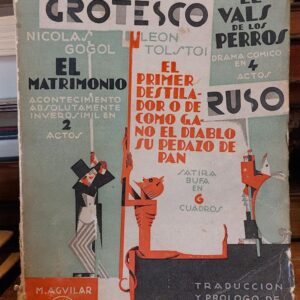 GROTESCO
EL
VALS
DE LOS
PERROS
DRAMA COMICO
EN 4
ACTOS
NICOLAS
GOGOL
EL
MATRIMONIO
ACONTECIMIENTO
ABSOLUTAMENTE
INVEROSIMIL EN
2
ACTOS
LEON
TOLSTOI
EL
PRIMER
DESTILA-
DOR O DE
COMO GA-
NO EL DIABLO
SU PEDAZO DE
PAN
SATIRA
BUFA
EN
6
CUADROS
RUSO
M. AGVILAR
TRADUCCION
Y PROLOGO DE